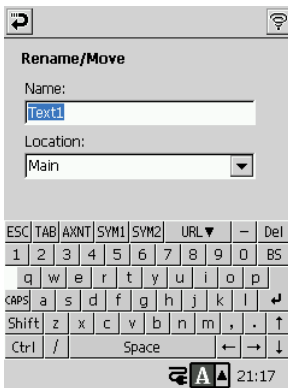 Rename/Move
Name:
Text1
Location:
Main
ESC TAB AXNT SYM1 SYM2 URL▼ – Del
1 2 3 4 5 6 7 8 9 0 BS
q w e r t y u i o p
CAPS a s d f g h j k l ↵
Shift z x c v b n m , . ↑
Ctrl / Space ← → ↓
A 21:17